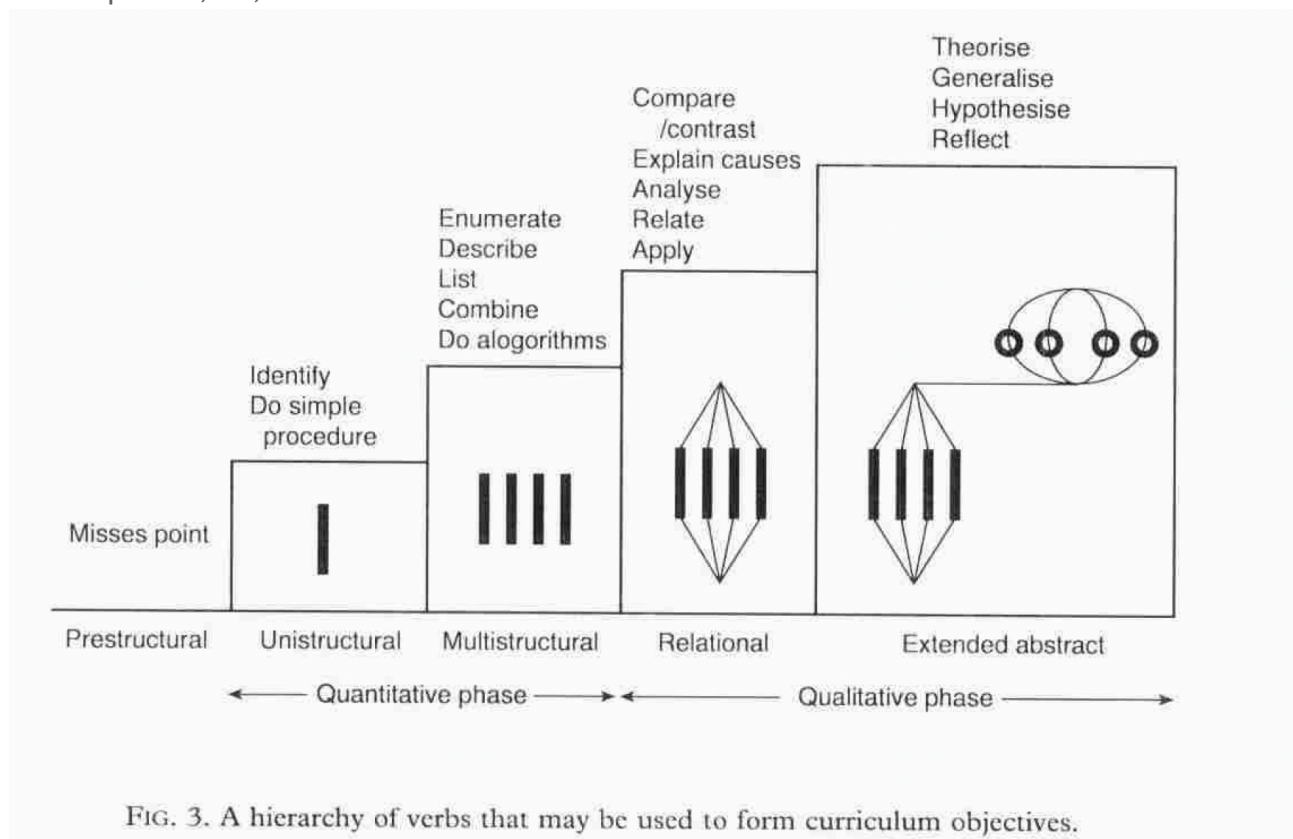 Theorise
Generalise
Hypothesise
Reflect
Compare
/contrast
Explain causes
Analyse
Relate
Apply
Enumerate
Describe
List
Combine
Do alogorithms
Identify
Do simple
procedure
Misses point
Prestructural
Unistructural
Multistructural
Relational
Extended abstract
Quantitative phase
Qualitative phase
FIG. 3. A hierarchy of verbs that may be used to form curriculum objectives.